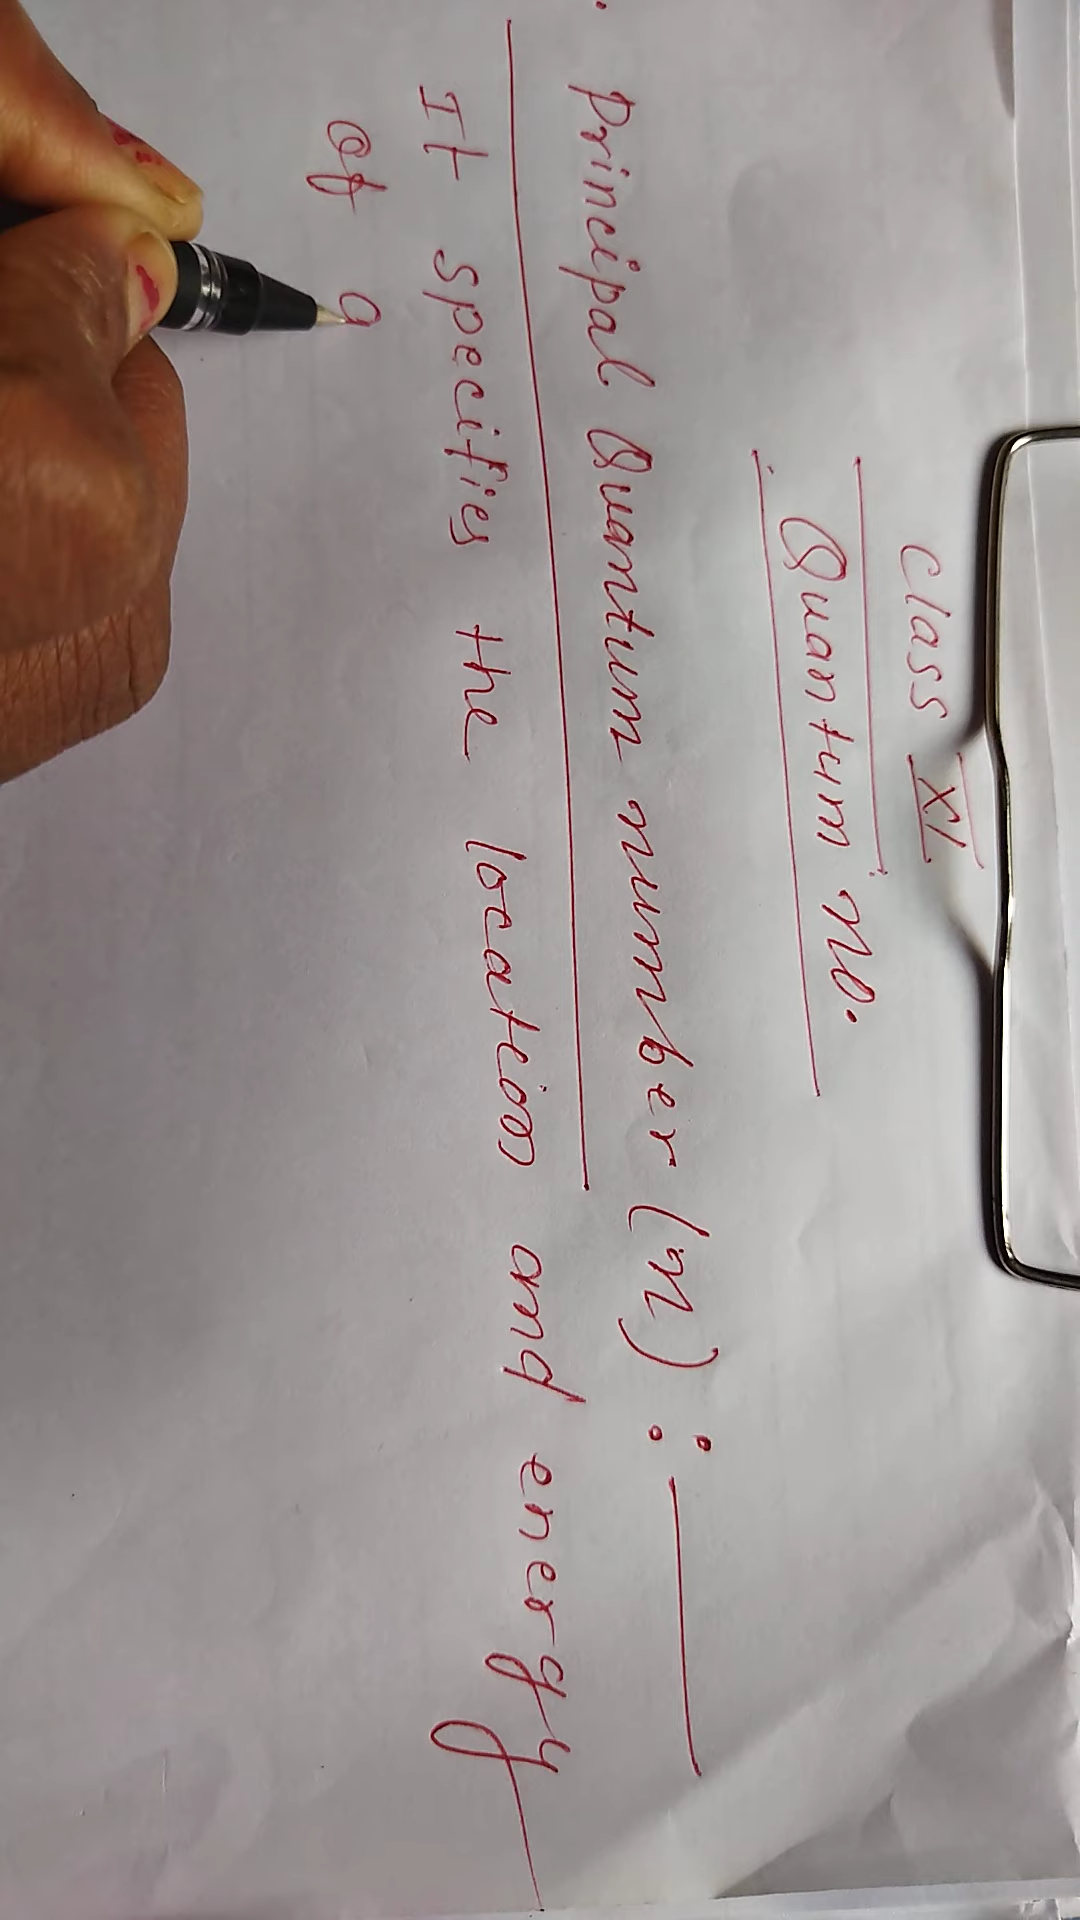 Class XI
Quantum no.
Principal Quantum number (n) : —
It specifies the location and energy
of a